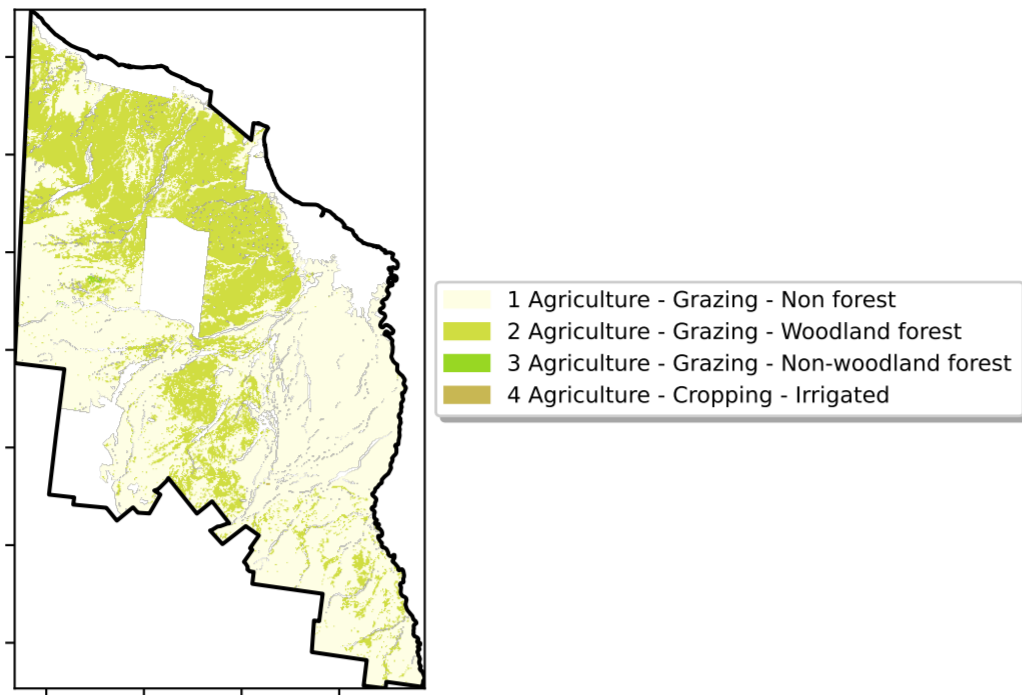 1 Agriculture - Grazing - Non forest
2 Agriculture - Grazing - Woodland forest
3 Agriculture - Grazing - Non-woodland forest
4 Agriculture - Cropping - Irrigated